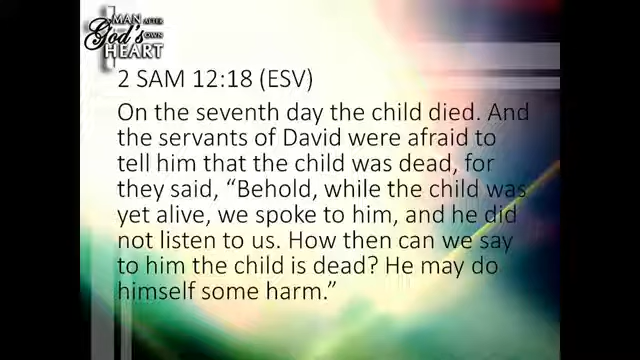 MAN AFTER
God's OWN
HEART
2 SAM 12:18 (ESV)
On the seventh day the child died. And
the servants of David were afraid to
tell him that the child was dead, for
they said, “Behold, while the child was
yet alive, we spoke to him, and he did
not listen to us. How then can we say
to him the child is dead? He may do
himself some harm.”